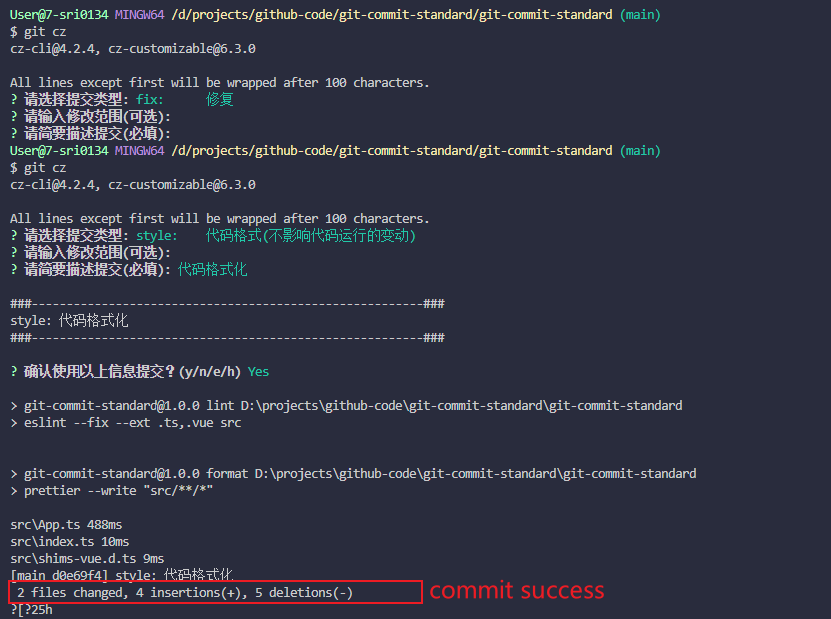 User@7-sri0134 MINGW64 /d/projects/github-code/git-commit-standard/git-commit-standard (main)
$ git cz
cz-cli@4.2.4, cz-customizable@6.3.0
All lines except first will be wrapped after 100 characters.
? 请选择提交类型: fix:      修复
? 请输入修改范围(可选):
? 请简要描述提交(必填):
User@7-sri0134 MINGW64 /d/projects/github-code/git-commit-standard/git-commit-standard (main)
$ git cz
cz-cli@4.2.4, cz-customizable@6.3.0
All lines except first will be wrapped after 100 characters.
? 请选择提交类型: style:    代码格式(不影响代码运行的变动)
? 请输入修改范围(可选):
? 请简要描述提交(必填): 代码格式化
###--------------------------------------------------------###
style: 代码格式化
###--------------------------------------------------------###
? 确认使用以上信息提交？(y/n/e/h) Yes
> git-commit-standard@1.0.0 lint D:\projects\github-code\git-commit-standard\git-commit-standard
> eslint --fix --ext .ts,.vue src
> git-commit-standard@1.0.0 format D:\projects\github-code\git-commit-standard\git-commit-standard
> prettier --write "src/**/*"
src\App.ts 488ms
src\index.ts 10ms
src\shims-vue.d.ts 9ms
[main d0e69f4] style: 代码格式化
2 files changed, 4 insertions(+), 5 deletions(-) commit success
?[?25h